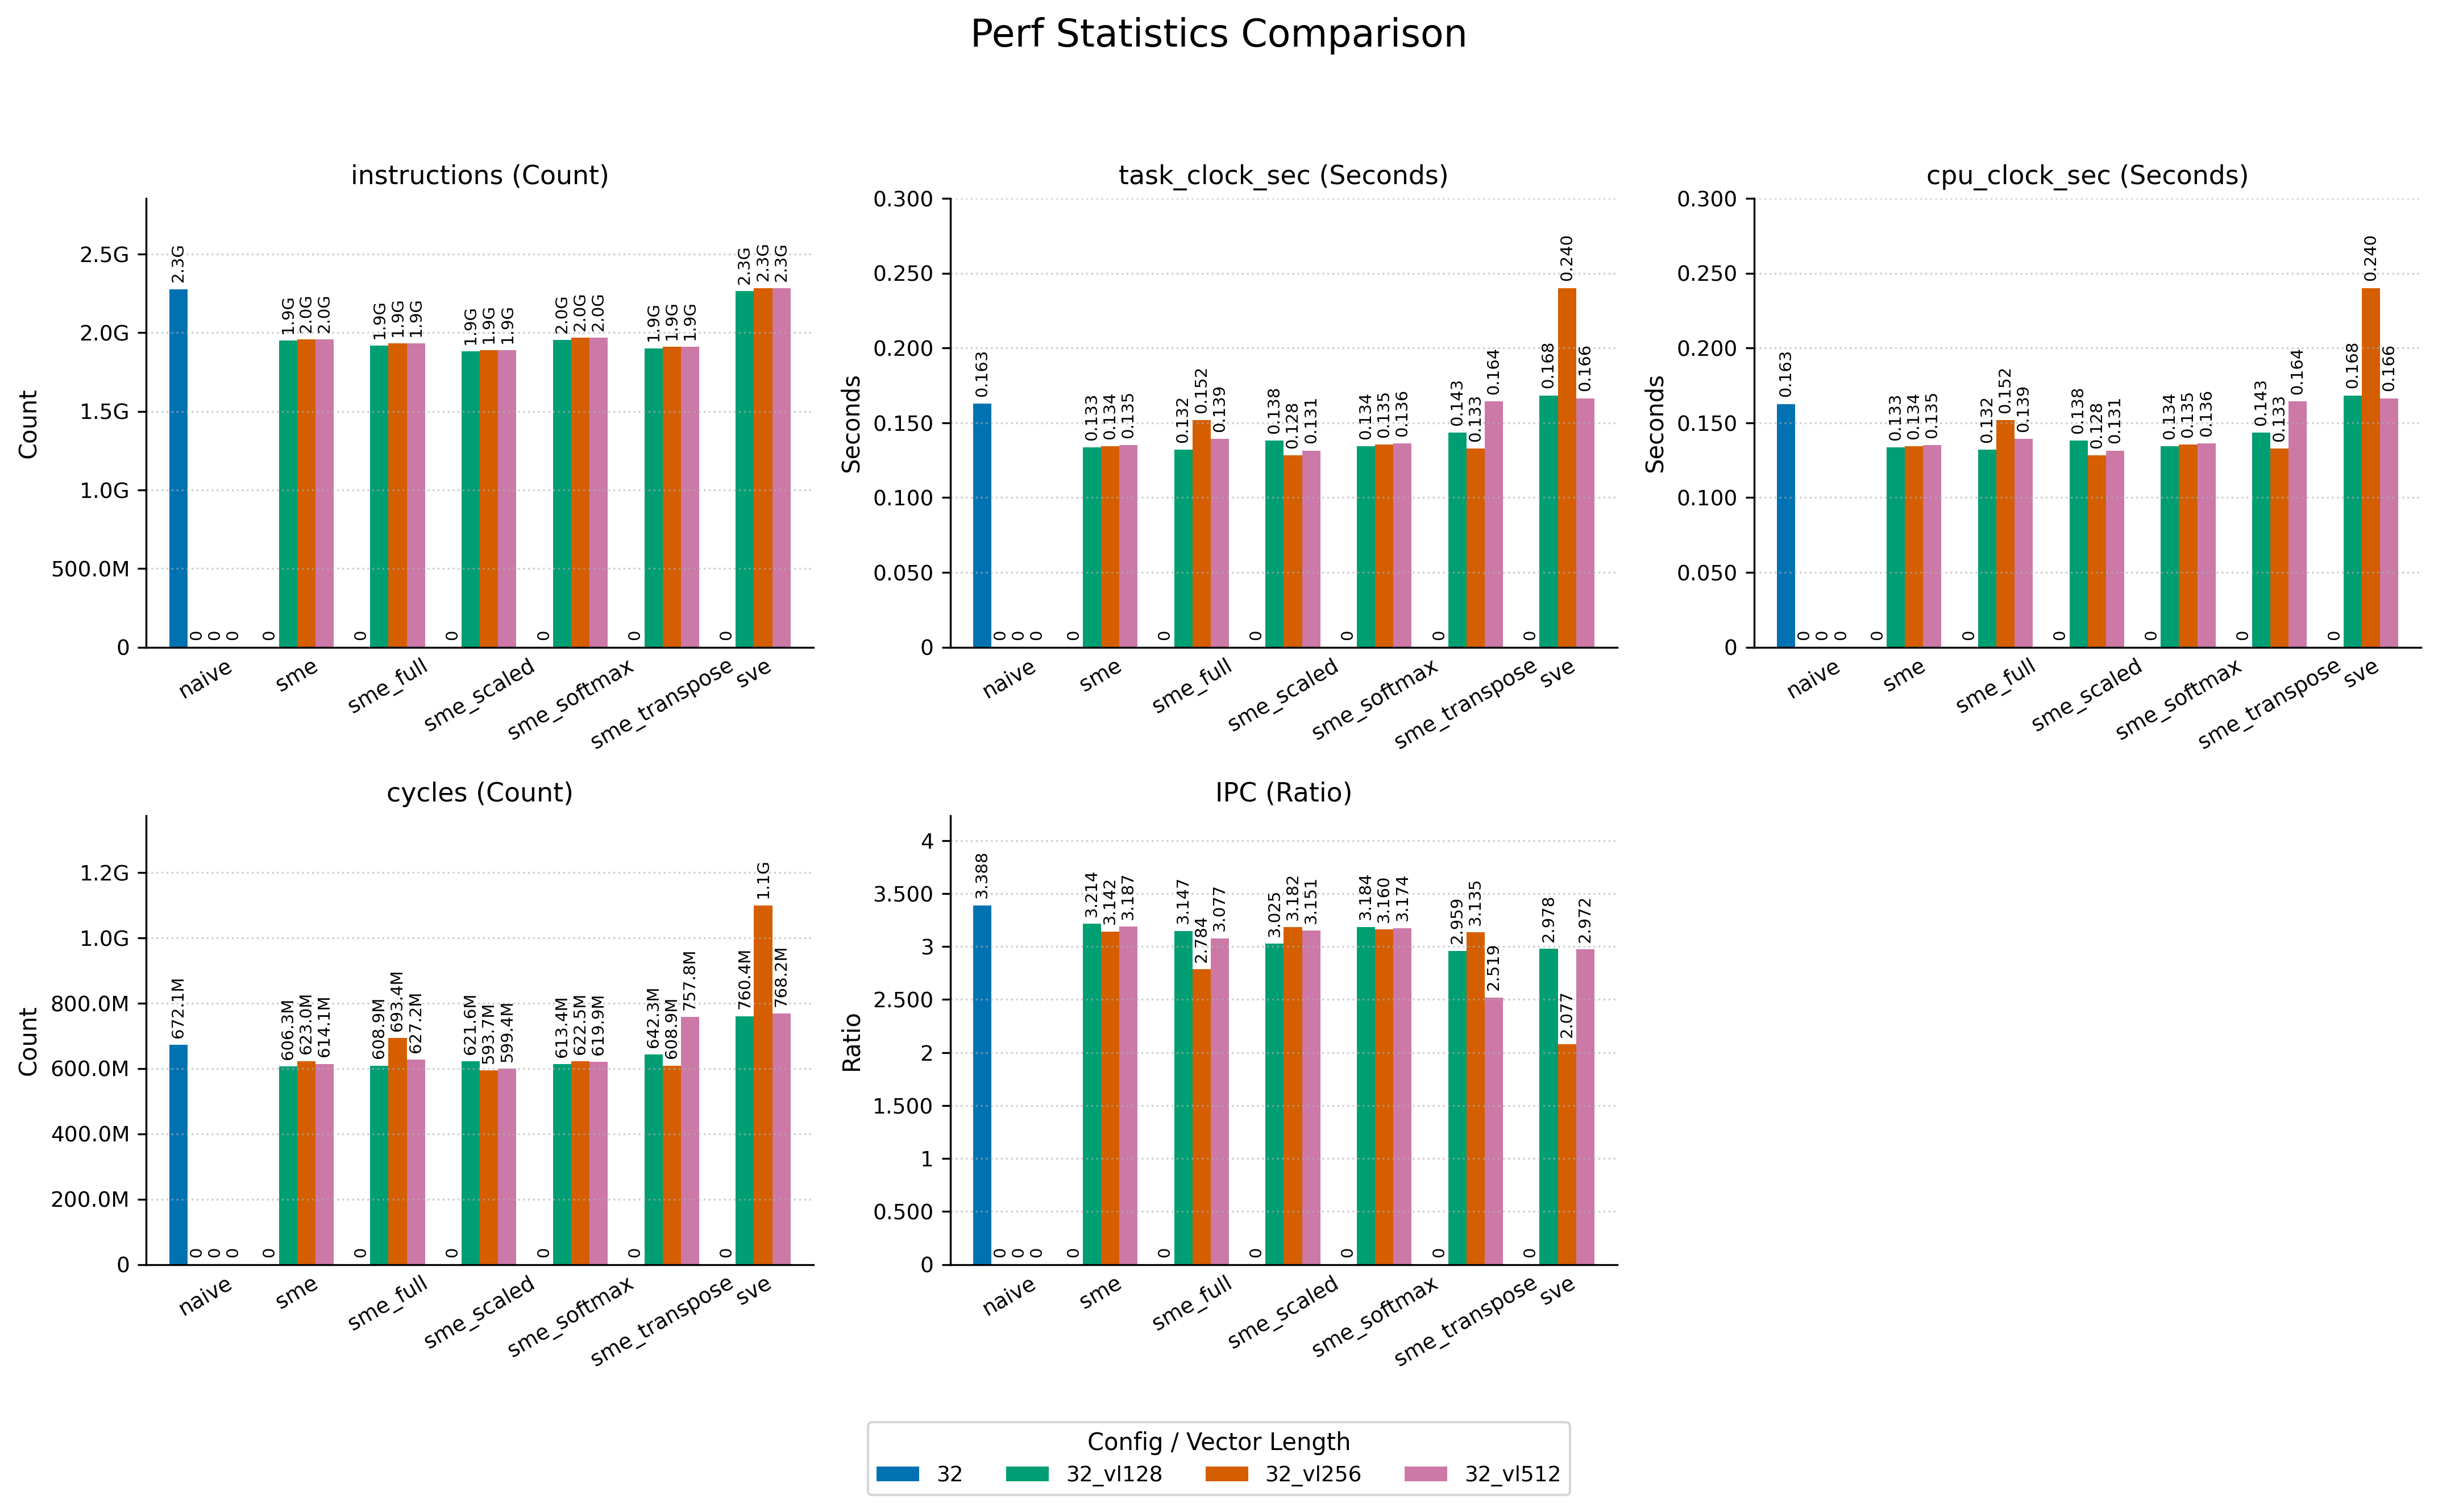 Perf Statistics Comparison
instructions (Count)
Count
2.5G
2.0G
1.5G
1.0G
500.0M
0
2.3G 0 0 0
0 1.9G 2.0G 2.0G
0 1.9G 1.9G 1.9G
0 1.9G 1.9G 1.9G
0 2.0G 2.0G 2.0G
0 1.9G 1.9G 1.9G
0 2.3G 2.3G 2.3G
naive sme sme_full sme_scaled sme_softmax sme_transpose sve
task_clock_sec (Seconds)
Seconds
0.300
0.250
0.200
0.150
0.100
0.050
0
0.163 0 0 0
0 0.133 0.134 0.135
0 0.132 0.152 0.139
0 0.138 0.128 0.131
0 0.134 0.135 0.136
0 0.143 0.133 0.164
0 0.168 0.240 0.166
naive sme sme_full sme_scaled sme_softmax sme_transpose sve
cpu_clock_sec (Seconds)
Seconds
0.300
0.250
0.200
0.150
0.100
0.050
0
0.163 0 0 0
0 0.133 0.134 0.135
0 0.132 0.152 0.139
0 0.138 0.128 0.131
0 0.134 0.135 0.136
0 0.143 0.133 0.164
0 0.168 0.240 0.166
naive sme sme_full sme_scaled sme_softmax sme_transpose sve
cycles (Count)
Count
1.2G
1.0G
800.0M
600.0M
400.0M
200.0M
0
672.1M 0 0 0
0 606.3M 623.0M 614.1M
0 608.9M 693.4M 627.2M
0 621.6M 593.7M 599.4M
0 613.4M 622.5M 619.9M
0 642.3M 608.9M 757.8M
0 760.4M 1.1G 768.2M
naive sme sme_full sme_scaled sme_softmax sme_transpose sve
IPC (Ratio)
Ratio
4
3.500
3
2.500
2
1.500
1
0.500
0
3.388 0 0 0
0 3.214 3.142 3.187
0 3.147 2.784 3.077
0 3.025 3.182 3.151
0 3.184 3.160 3.174
0 2.959 3.135 2.519
0 2.978 2.077 2.972
naive sme sme_full sme_scaled sme_softmax sme_transpose sve
Config / Vector Length
32 32_vl128 32_vl256 32_vl512